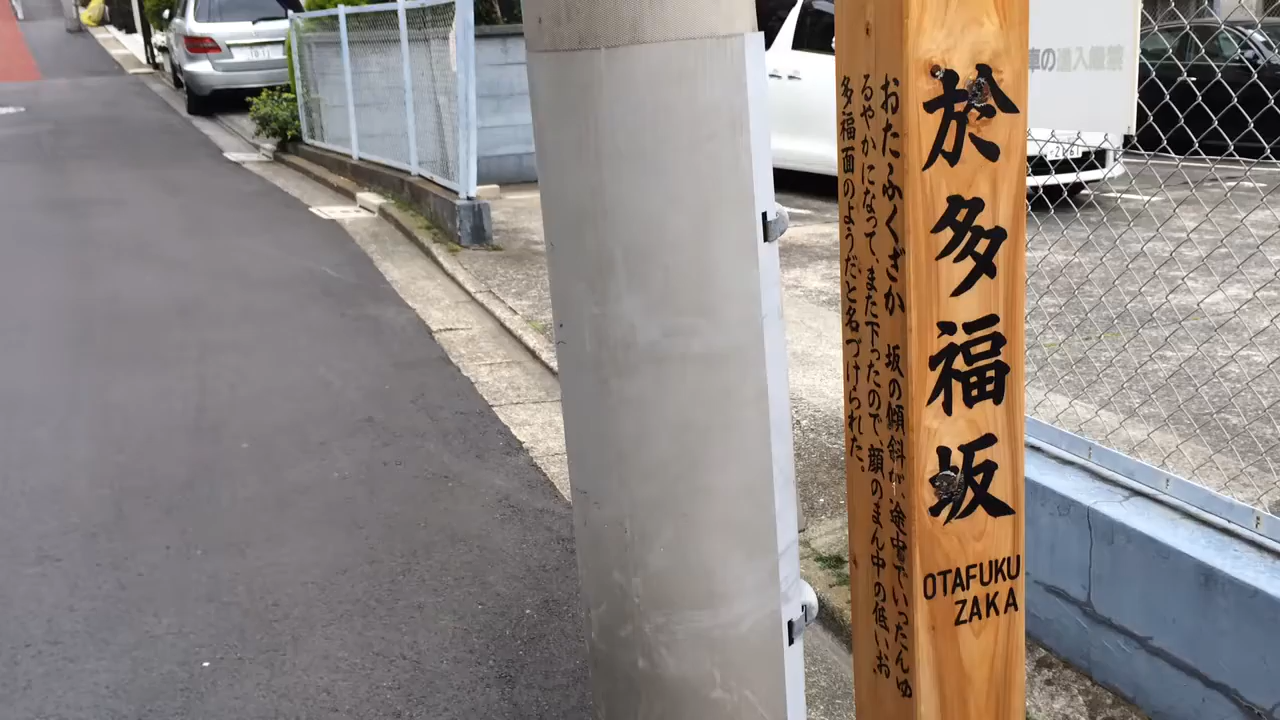 於多福坂
OTAFUKU
ZAKA
おたふくざか 坂の傾斜が、途中でいったんゆ
るやかになって、また下ったので、顔のまん中の低いお
多福面のようだと名づけられた。